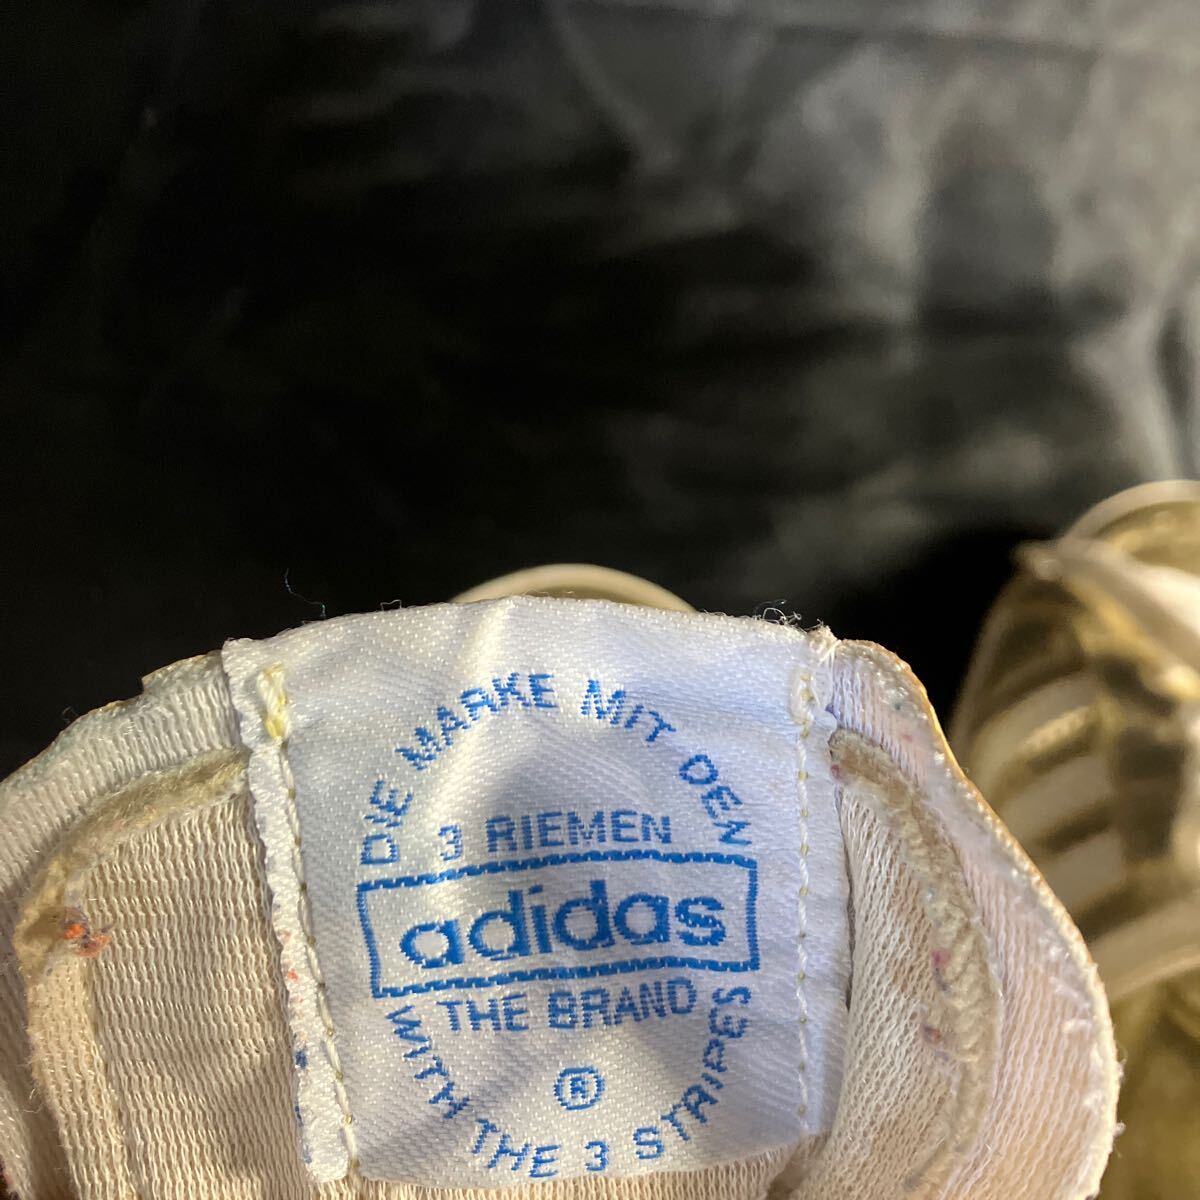 DIE MARKE MIT DEN
3 RIEMEN
adidas
THE BRAND
WITH THE 3 STRIPES
®